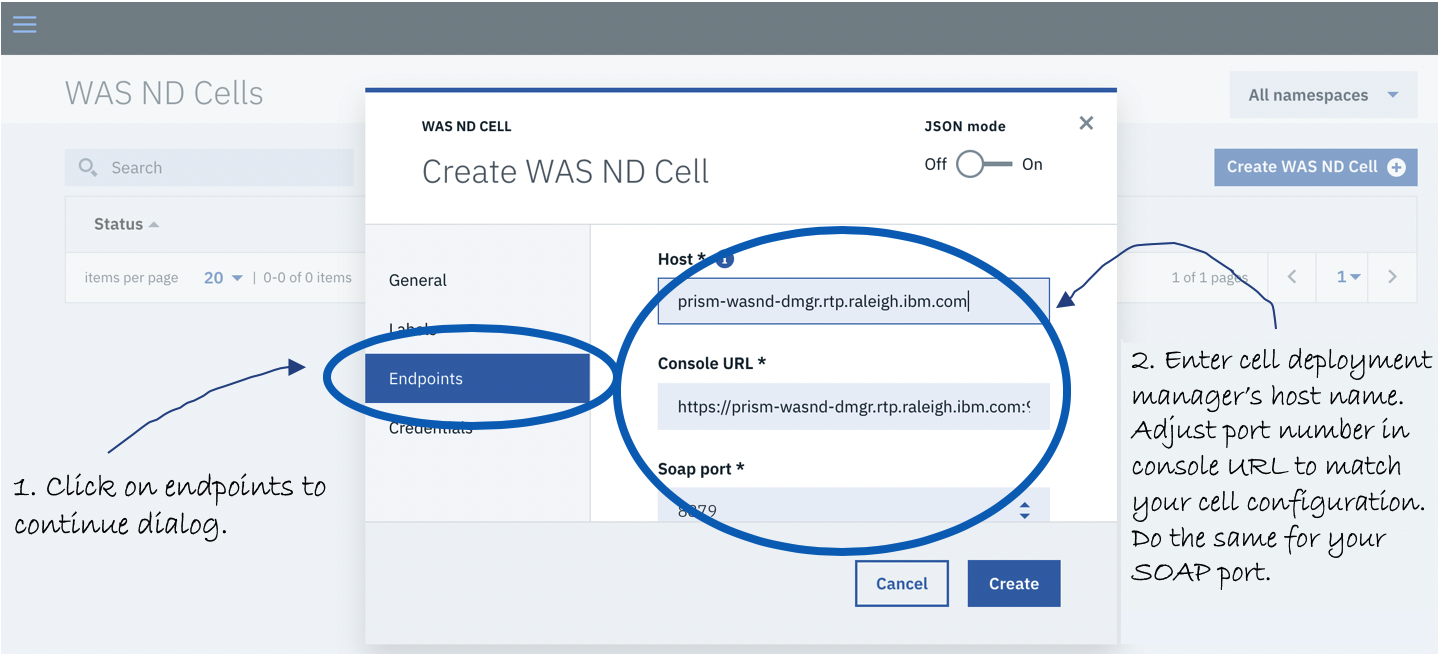 WAS ND Cells
All namespaces
Search
Create WAS ND Cell
Status
items per page 20 | 0-0 of 0 items
1 of 1 pages 1
WAS ND CELL
Create WAS ND Cell
JSON mode
Off On
General
Labels
Endpoints
Credentials
Host *
prism-wasnd-dmgr.rtp.raleigh.ibm.com
Console URL *
https://prism-wasnd-dmgr.rtp.raleigh.ibm.com:9
Soap port *
8879
Cancel
Create
1. Click on endpoints to
continue dialog.
2. Enter cell deployment
manager's host name.
Adjust port number in
console URL to match
your cell configuration.
Do the same for your
SOAP port.